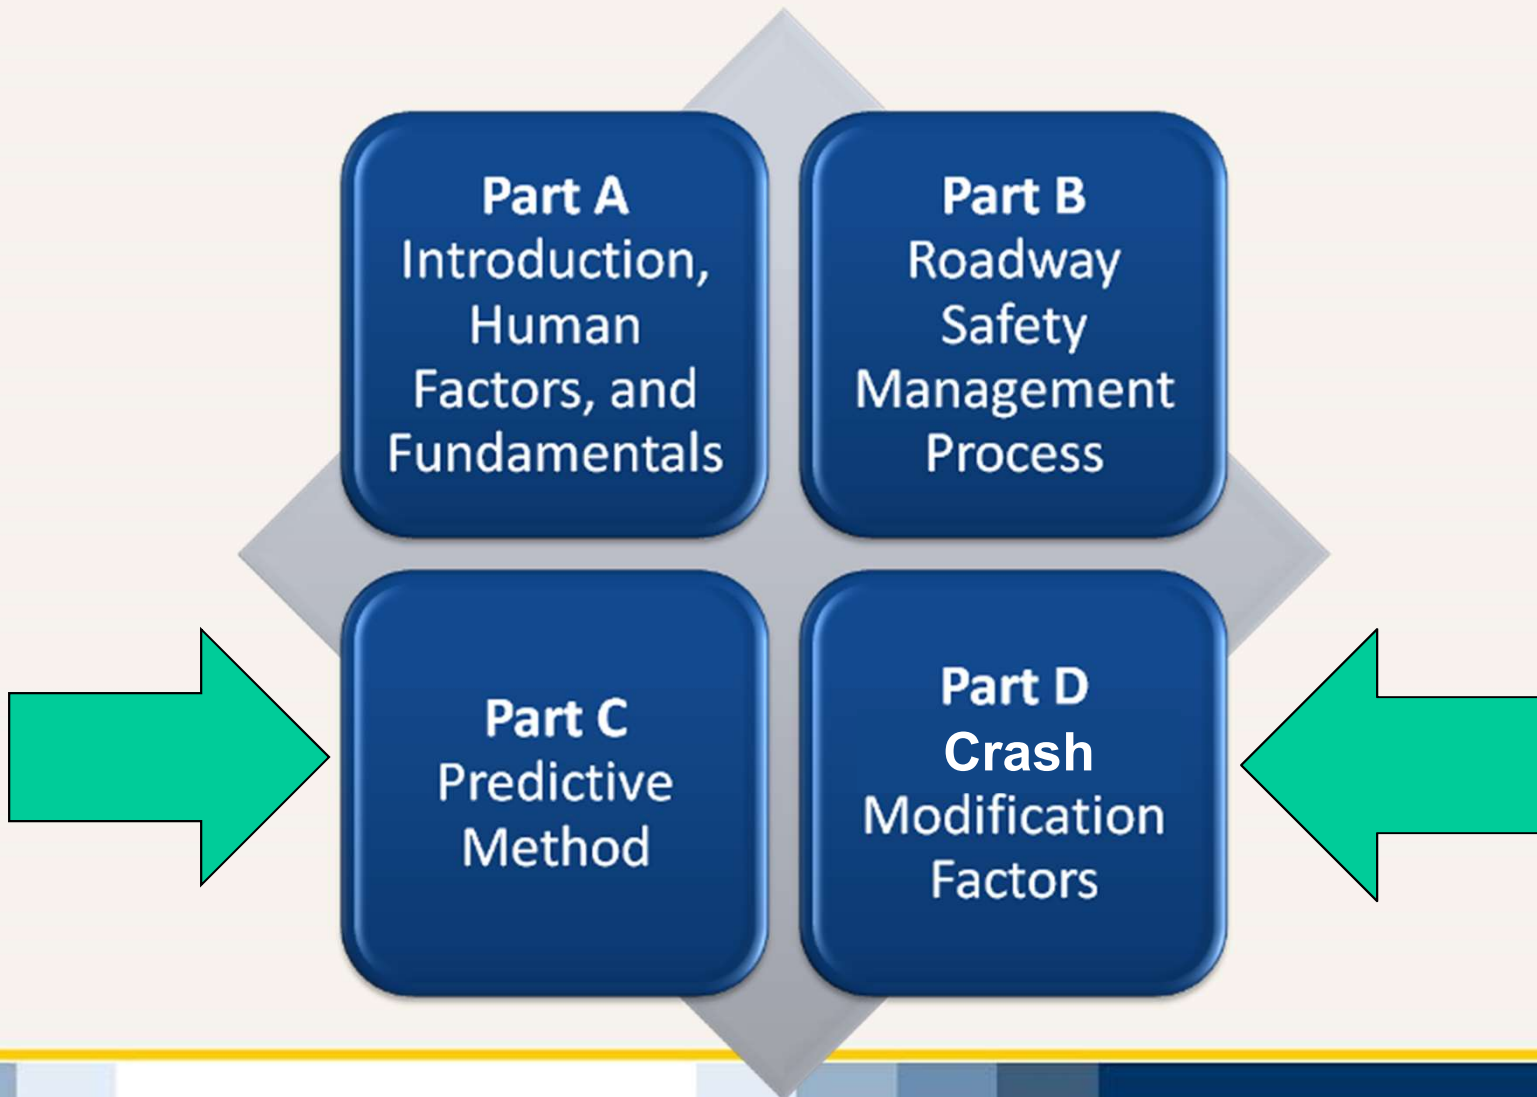 Part A
Introduction,
Human
Factors, and
Fundamentals
Part B
Roadway
Safety
Management
Process
Part C
Predictive
Method
Part D
Crash
Modification
Factors